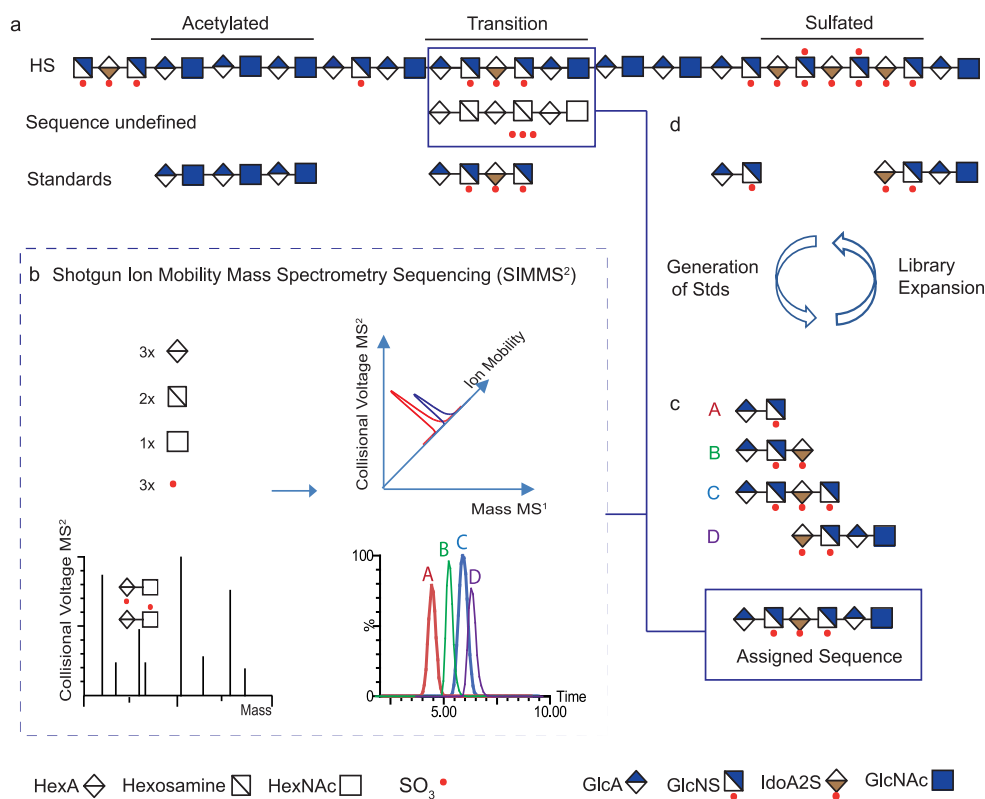 a
Acetylated
Transition
Sulfated
HS
Sequence undefined
Standards
d
b Shotgun Ion Mobility Mass Spectrometry Sequencing (SIMMS²)
3x
2x
1x
3x
Collisional Voltage MS²
Ion Mobility
Mass MS¹
Collisional Voltage MS²
Mass
100
%
0
A
B
C
D
5.00
10.00
Time
Generation
of Stds
Library
Expansion
c
A
B
C
D
Assigned Sequence
HexA
Hexosamine
HexNAc
SO₃
GlcA
GlcNS
IdoA2S
GlcNAc